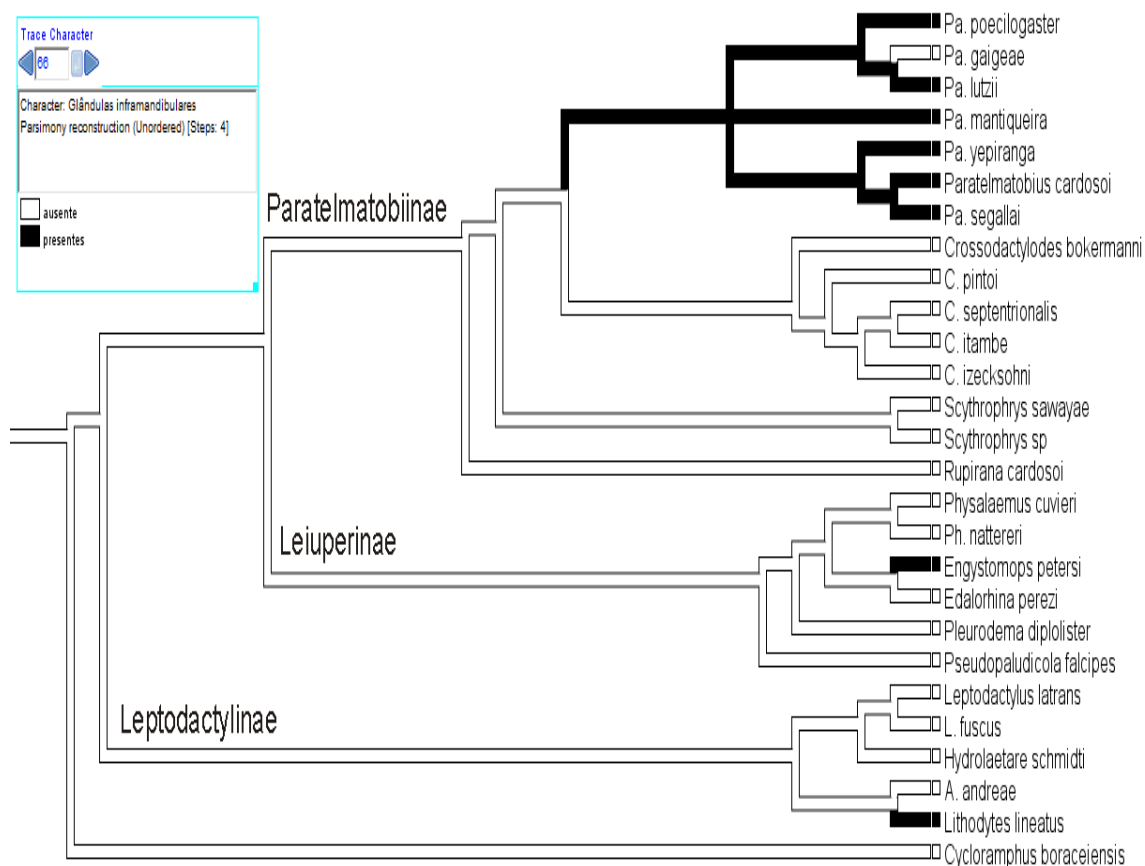 Trace Character
66
Character: Glândulas inframandibulares
Parsimony reconstruction (Unordered) [Steps: 4]
ausente
presentes
Paratelmatobiinae
Leiuperinae
Leptodactylinae
Pa. poecilogaster
Pa. gaigeae
Pa. lutzii
Pa. mantiqueira
Pa. yepiranga
Paratelmatobius cardosoi
Pa. segallai
Crossodactylodes bokermanni
C. pintoi
C. septentrionalis
C. itambe
C. izecksohni
Scythrophrys sawayae
Scythrophrys sp
Rupirana cardosoi
Physalaemus cuvieri
Ph. nattereri
Engystomops petersi
Edalorhina perezi
Pleurodema diplolister
Pseudopaludicola falcipes
Leptodactylus latrans
L. fuscus
Hydrolaetare schmidti
A. andreae
Lithodytes lineatus
Cycloramphus boraceiensis